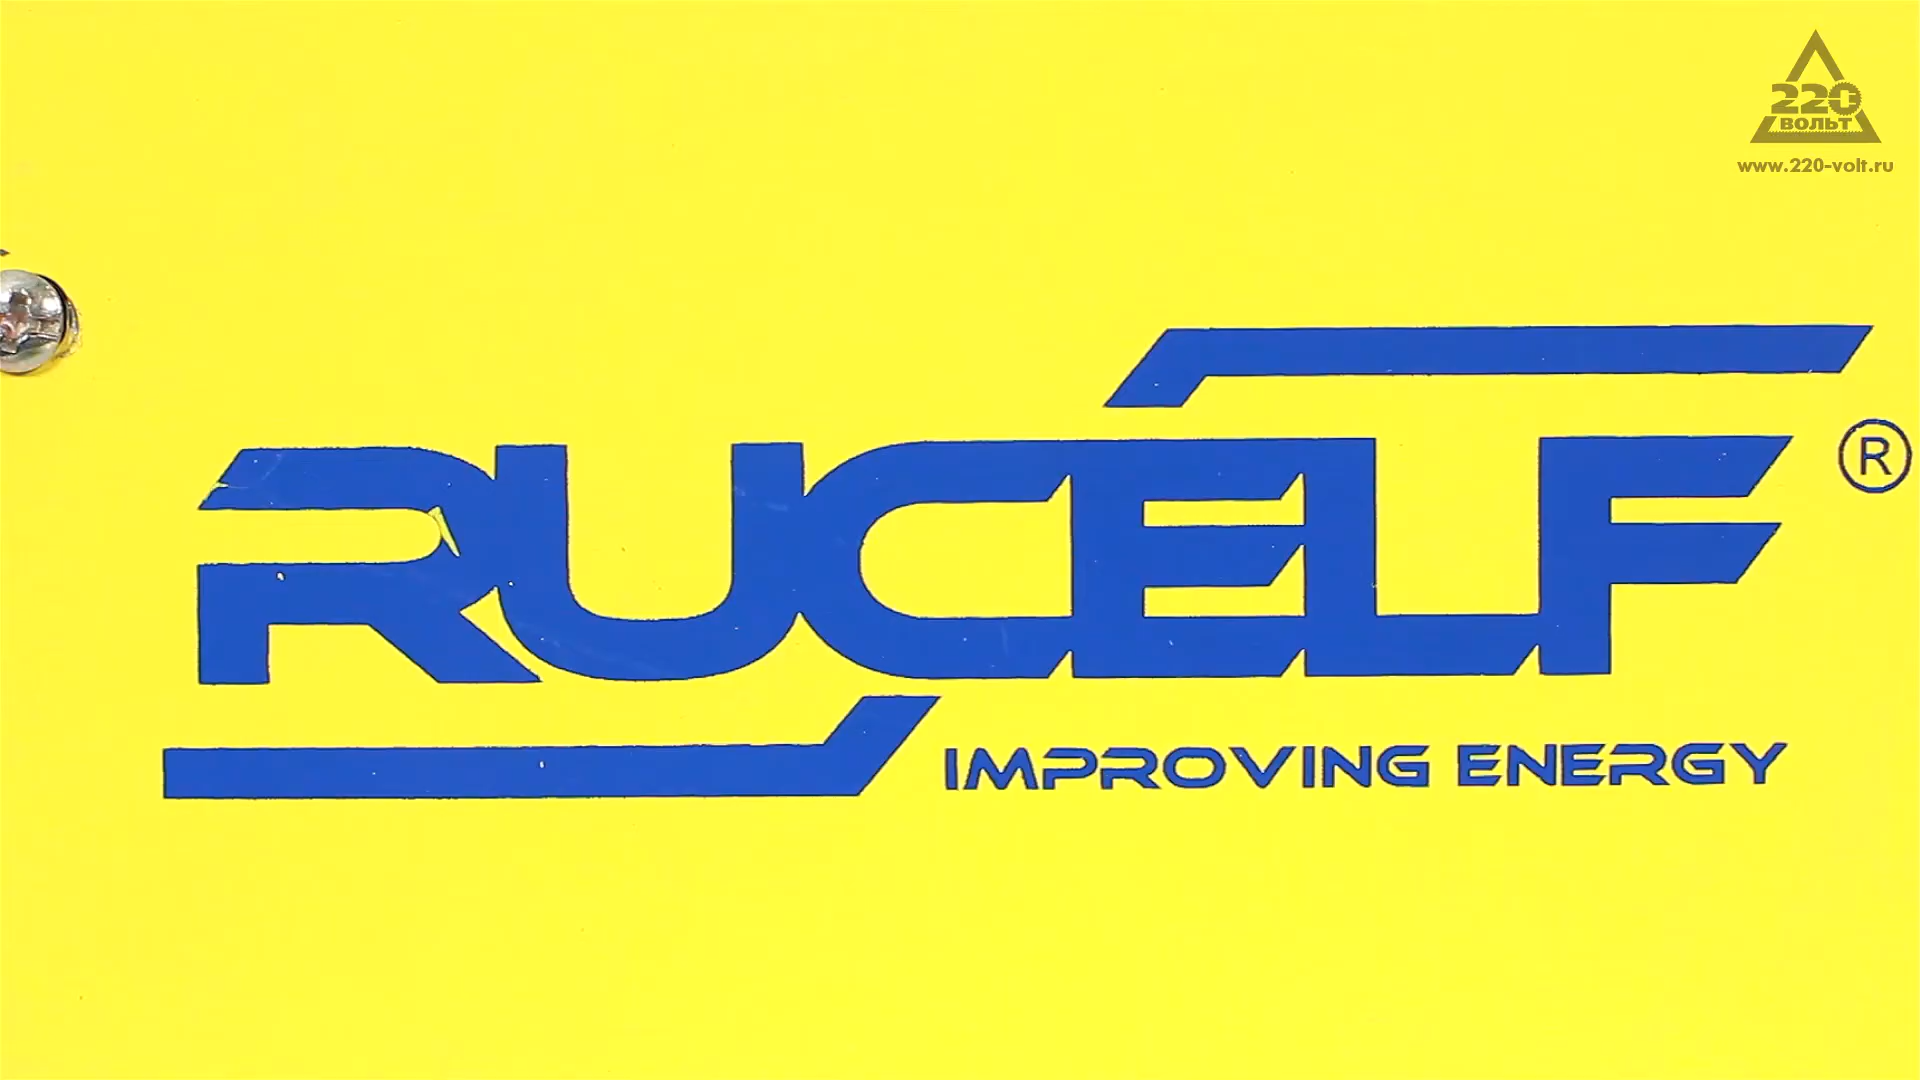 220
ВОЛЬТ
www.220-volt.ru
RUCELF ®
IMPROVING ENERGY